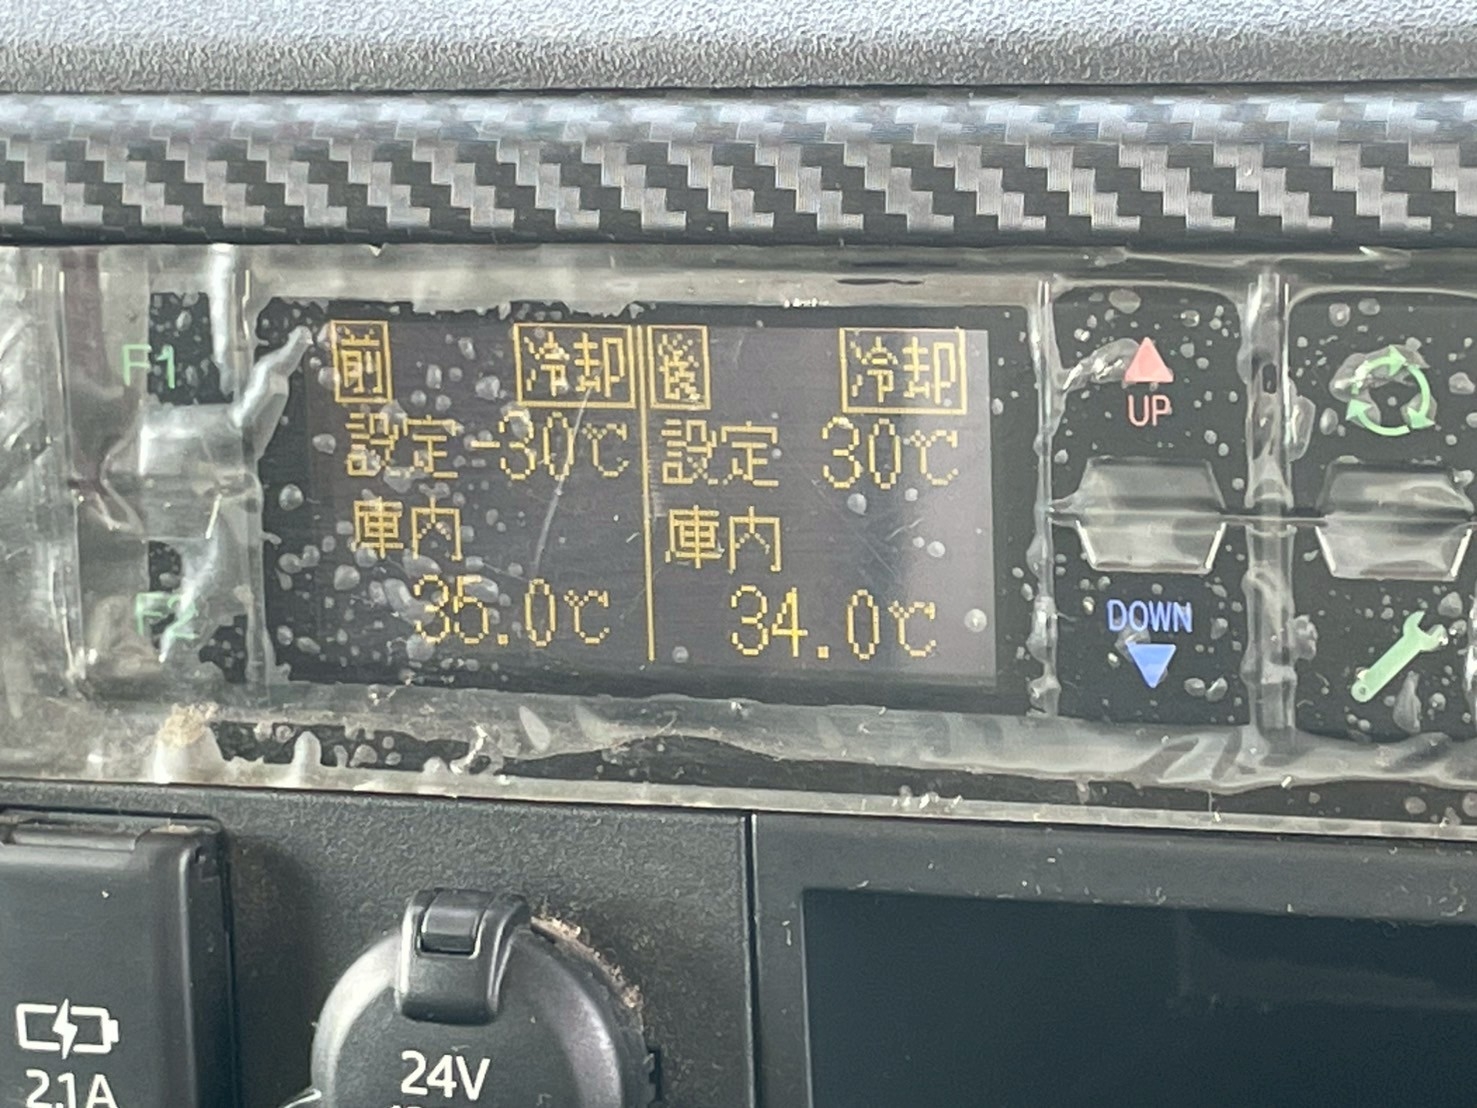 F1
F2
前 冷却
設定-30℃
庫内
35.0℃
後 冷却
設定 30℃
庫内
34.0℃
UP
DOWN
2.1A
24V